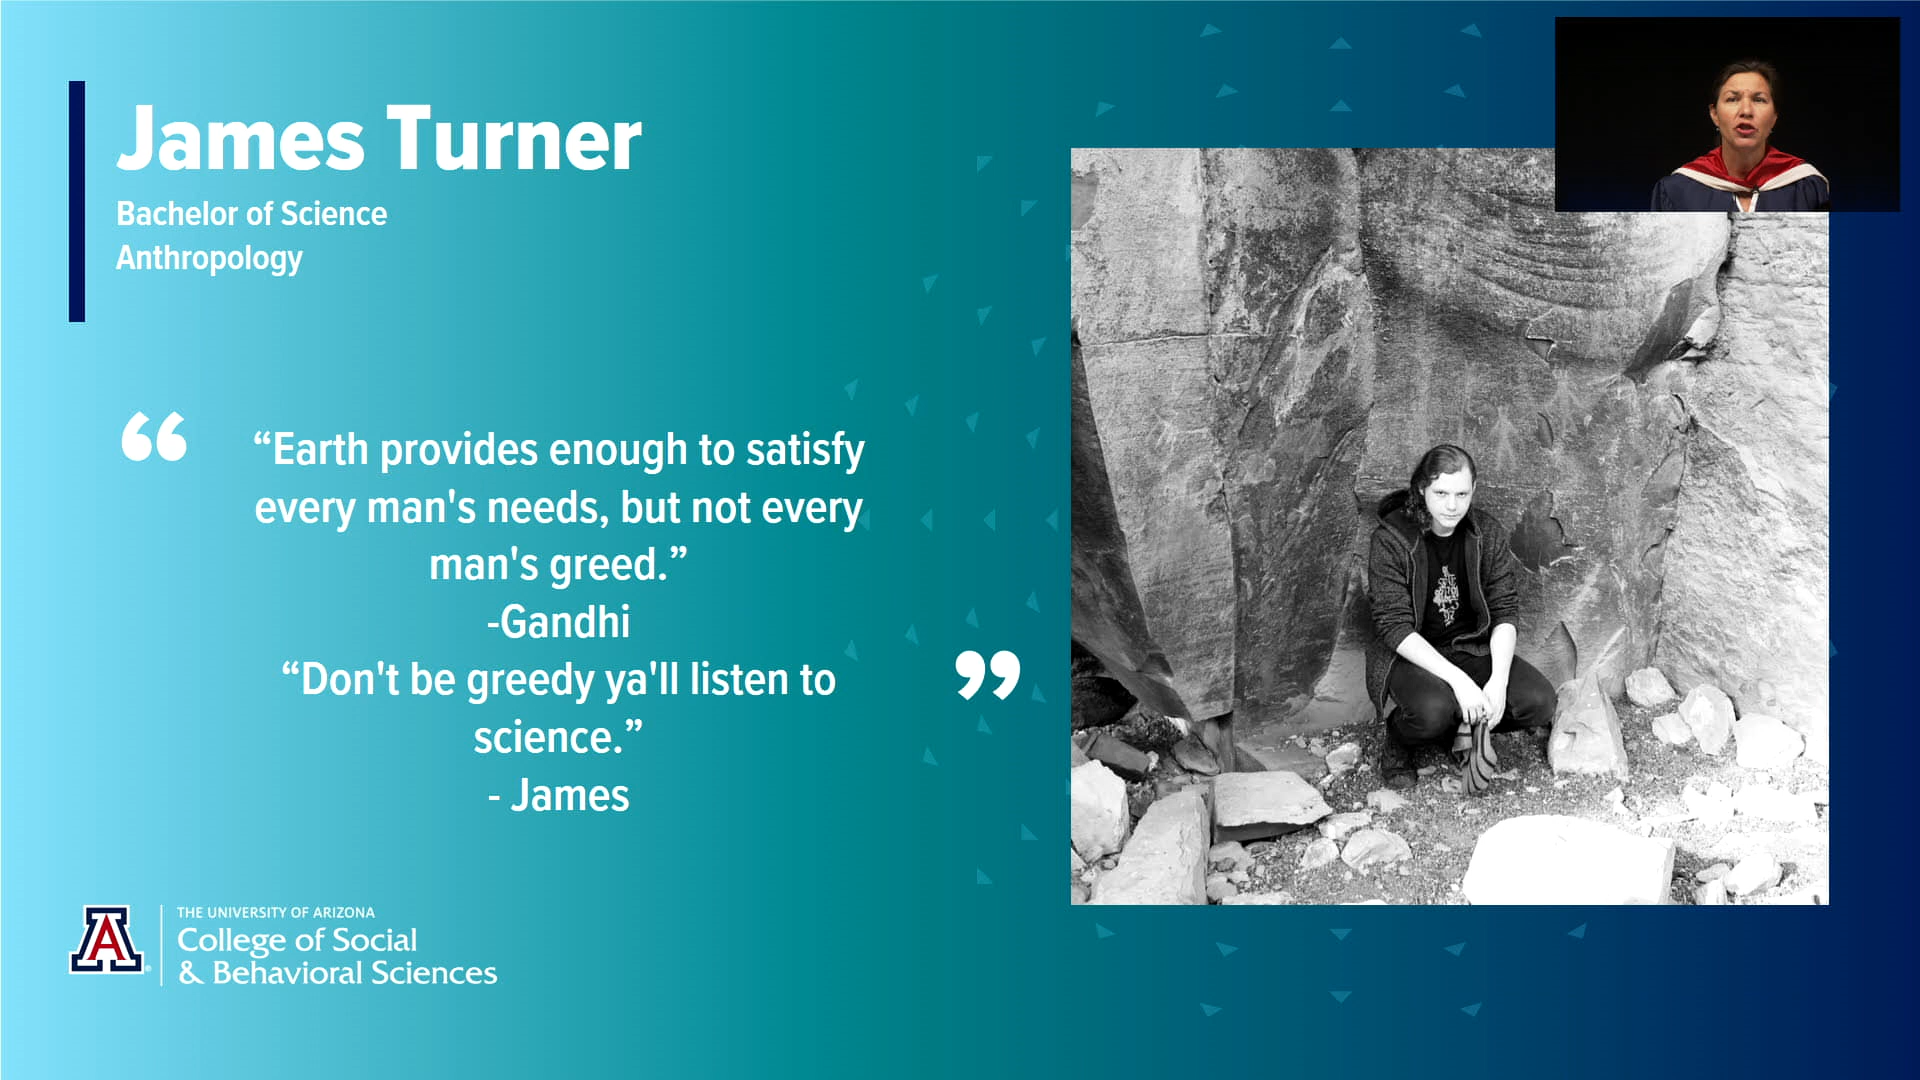 James Turner
Bachelor of Science
Anthropology
“
“Earth provides enough to satisfy
every man's needs, but not every
man's greed.”
-Gandhi
“Don't be greedy ya'll listen to
science.”
- James
”
A
THE UNIVERSITY OF ARIZONA
College of Social
& Behavioral Sciences